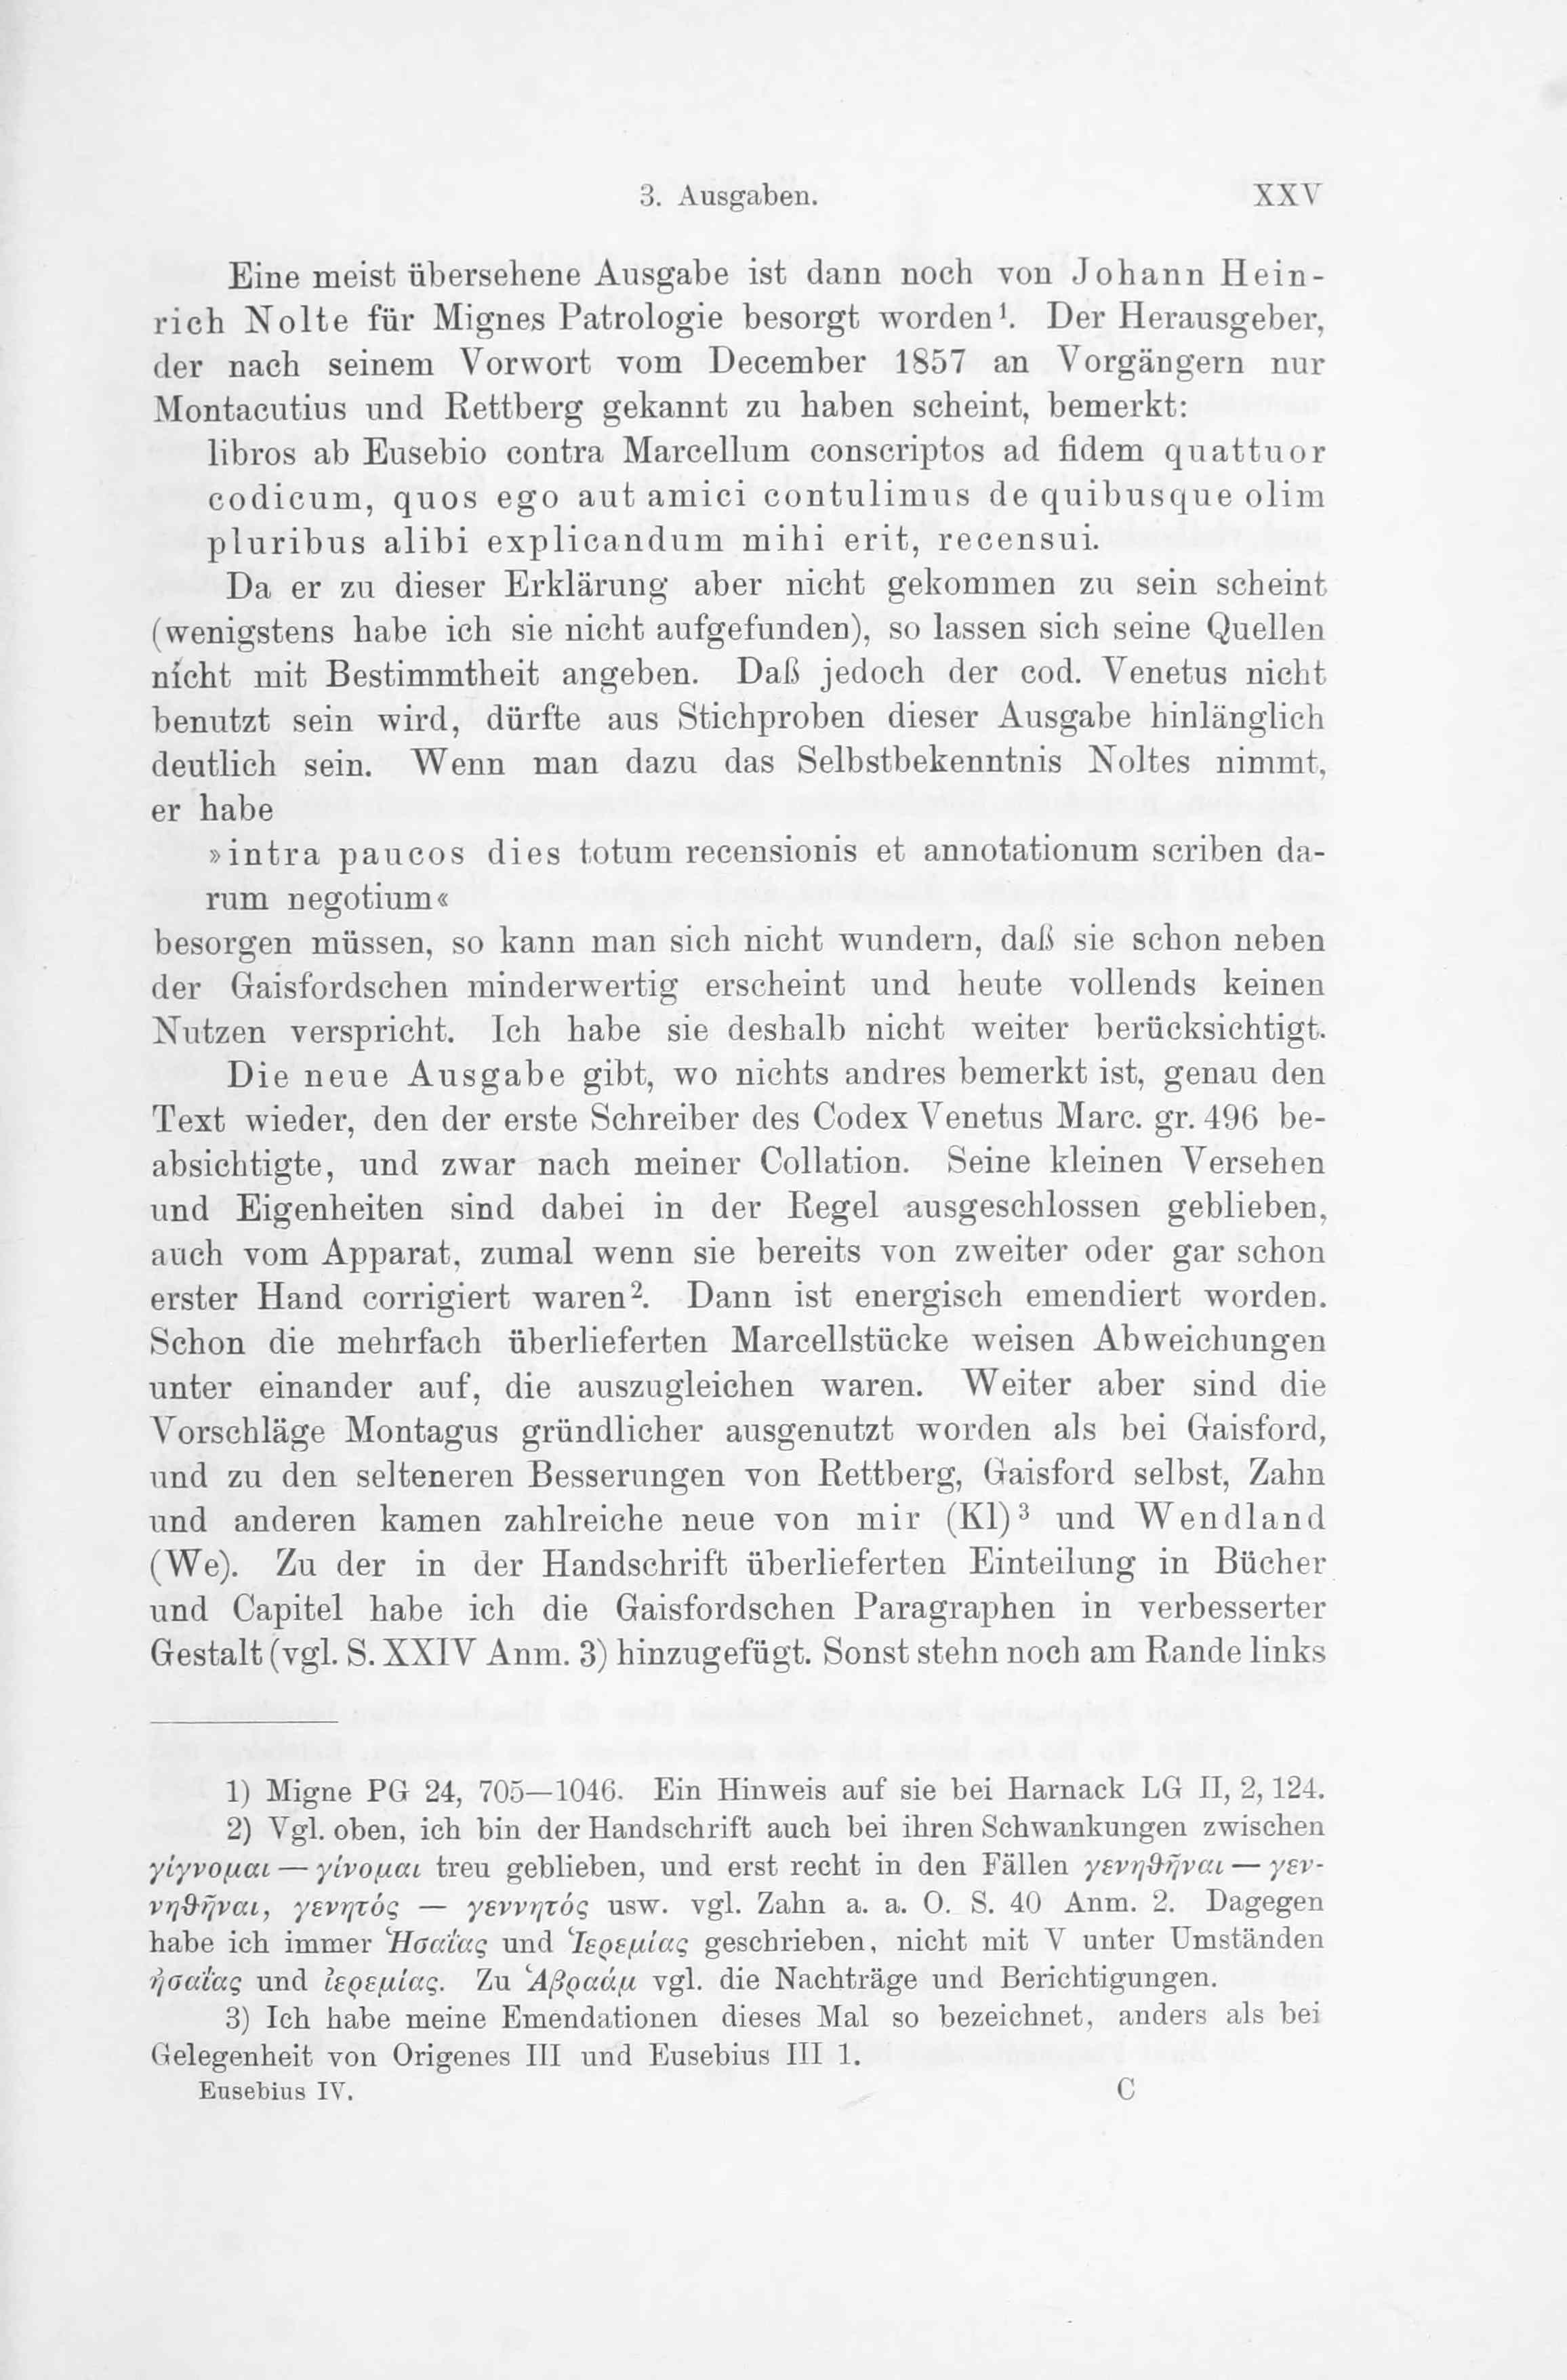 3. Ausgaben. XXV
Eine meist übersehene Ausgabe ist dann noch von Johann Hein-
rich Nolte für Mignes Patrologie besorgt worden¹. Der Herausgeber,
der nach seinem Vorwort vom December 1857 an Vorgängern nur
Montacutius und Rettberg gekannt zu haben scheint, bemerkt:
libros ab Eusebio contra Marcellum conscriptos ad fidem quattuor
codicum, quos ego aut amici contulimus de quibusque olim
pluribus alibi explicandum mihi erit, recensui.
Da er zu dieser Erklärung aber nicht gekommen zu sein scheint
(wenigstens habe ich sie nicht aufgefunden), so lassen sich seine Quellen
nicht mit Bestimmtheit angeben. Daß jedoch der cod. Venetus nicht
benutzt sein wird, dürfte aus Stichproben dieser Ausgabe hinlänglich
deutlich sein. Wenn man dazu das Selbstbekenntnis Noltes nimmt,
er habe
»intra paucos dies totum recensionis et annotationum scriben da-
rum negotium«
besorgen müssen, so kann man sich nicht wundern, daß sie schon neben
der Gaisfordschen minderwertig erscheint und heute vollends keinen
Nutzen verspricht. Ich habe sie deshalb nicht weiter berücksichtigt.
Die neue Ausgabe gibt, wo nichts andres bemerkt ist, genau den
Text wieder, den der erste Schreiber des Codex Venetus Marc. gr. 496 be-
absichtigte, und zwar nach meiner Collation. Seine kleinen Versehen
und Eigenheiten sind dabei in der Regel ausgeschlossen geblieben,
auch vom Apparat, zumal wenn sie bereits von zweiter oder gar schon
erster Hand corrigiert waren². Dann ist energisch emendiert worden.
Schon die mehrfach überlieferten Marcellstücke weisen Abweichungen
unter einander auf, die auszugleichen waren. Weiter aber sind die
Vorschläge Montagus gründlicher ausgenutzt worden als bei Gaisford,
und zu den selteneren Besserungen von Rettberg, Gaisford selbst, Zahn
und anderen kamen zahlreiche neue von mir (Kl)³ und Wendland
(We). Zu der in der Handschrift überlieferten Einteilung in Bücher
und Capitel habe ich die Gaisfordschen Paragraphen in verbesserter
Gestalt (vgl. S. XXIV Anm. 3) hinzugefügt. Sonst stehn noch am Rande links
1) Migne PG 24, 705—1046. Ein Hinweis auf sie bei Harnack LG II, 2, 124.
2) Vgl. oben, ich bin der Handschrift auch bei ihren Schwankungen zwischen
γίγνομαι — γίνομαι treu geblieben, und erst recht in den Fällen γενηθῆναι — γεν-
νηθῆναι, γενητός — γεννητός usw. vgl. Zahn a. a. O. S. 40 Anm. 2. Dagegen
habe ich immer Ἡσαΐας und Ἱερεμίας geschrieben, nicht mit V unter Umständen
ἡσαΐας und ἱερεμίας. Zu Ἁβραάμ vgl. die Nachträge und Berichtigungen.
3) Ich habe meine Emendationen dieses Mal so bezeichnet, anders als bei
Gelegenheit von Origenes III und Eusebius III 1.
Eusebius IV. C